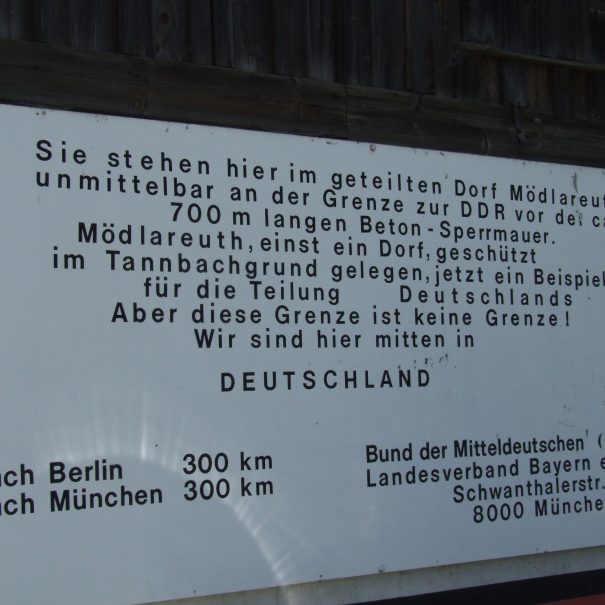 Sie stehen hier im geteilten Dorf Mödlareut
unmittelbar an der Grenze zur DDR vor der ca
700 m langen Beton - Sperrmauer.
Mödlareuth, einst ein Dorf, geschützt
im Tannbachgrund gelegen, jetzt ein Beispiel
für die Teilung Deutschlands
Aber diese Grenze ist keine Grenze!
Wir sind hier mitten in
DEUTSCHLAND
ach Berlin 300 km
ach München 300 km
Bund der Mitteldeutschen (
Landesverband Bayern e
Schwanthalerstr.
8000 Münche